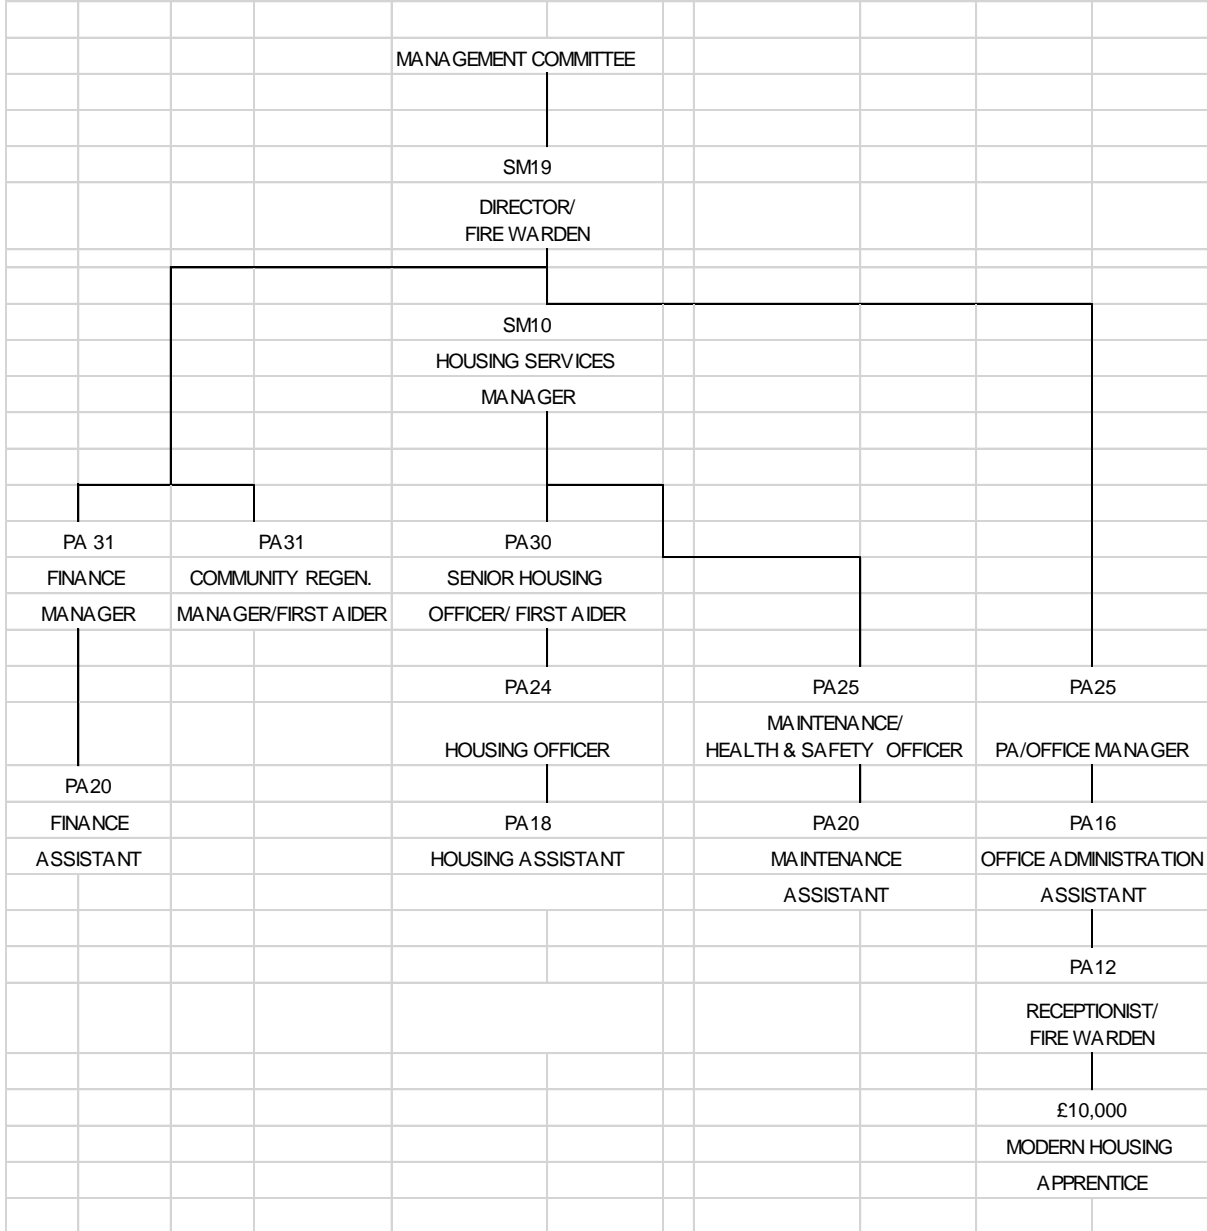 MANAGEMENT COMMITTEE
SM19
DIRECTOR/
FIRE WARDEN
SM10
HOUSING SERVICES
MANAGER
PA 31
PA31
PA30
FINANCE
COMMUNITY REGEN.
SENIOR HOUSING
MANAGER
MANAGER/FIRST AIDER
OFFICER/ FIRST AIDER
PA24
PA25
PA25
MAINTENANCE/
HOUSING OFFICER
HEALTH & SAFETY OFFICER
PA/OFFICE MANAGER
PA20
FINANCE
PA18
PA20
PA16
ASSISTANT
HOUSING ASSISTANT
MAINTENANCE
OFFICE ADMINISTRATION
ASSISTANT
ASSISTANT
PA12
RECEPTIONIST/
FIRE WARDEN
£10,000
MODERN HOUSING
APPRENTICE